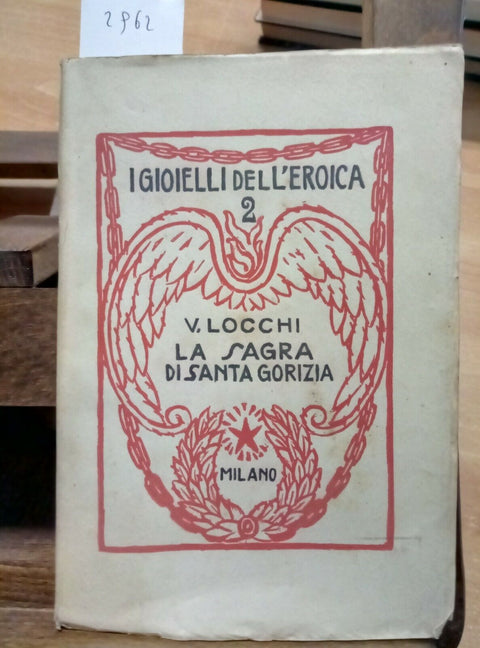 2962
I GIOIELLI DELL'EROICA
2
V. LOCCHI
LA SAGRA
DI SANTA GORIZIA
MILANO